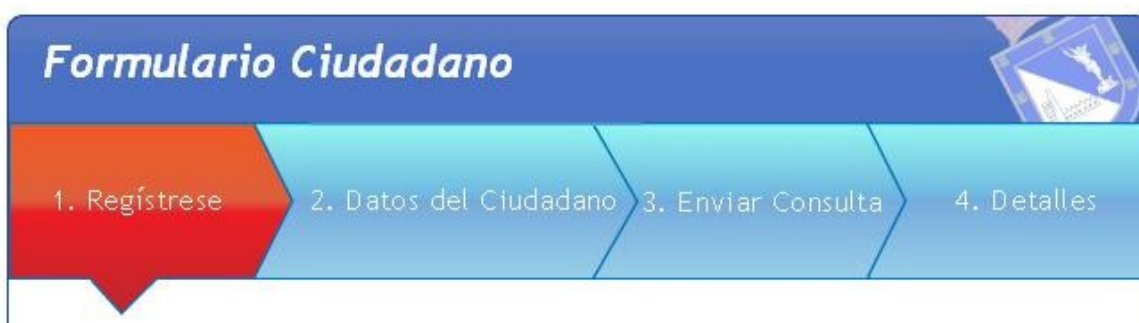 Formulario Ciudadano
1. Regístrese
2. Datos del Ciudadano
3. Enviar Consulta
4. Detalles